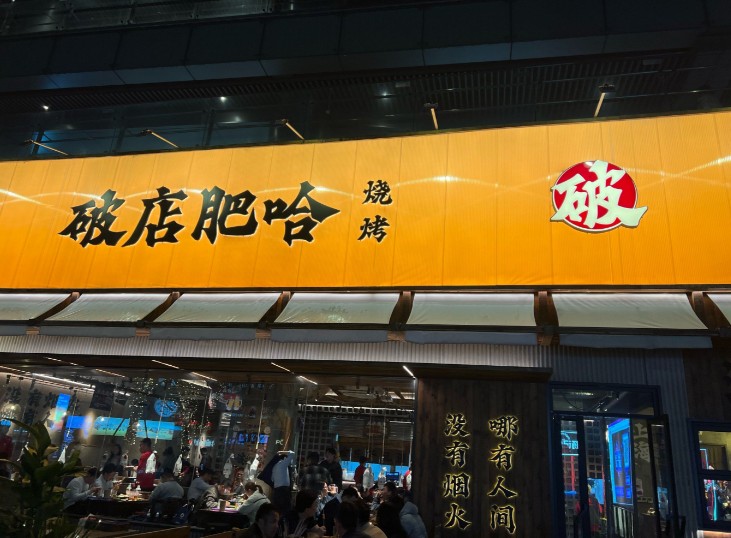 破店肥哈
烧烤
破
没有烟火
哪有人间